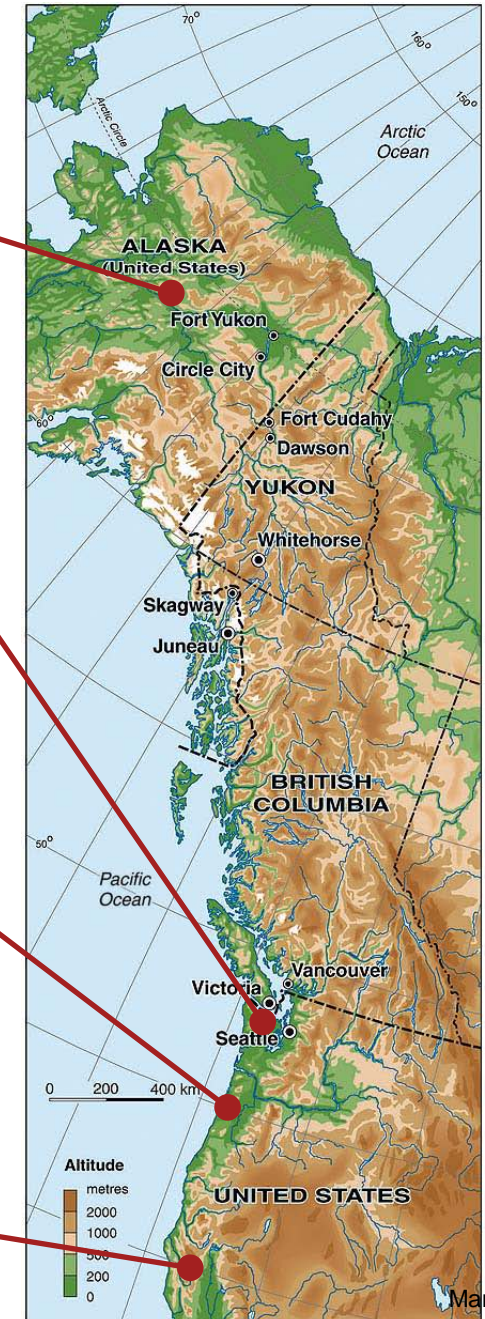 70°
160°
150°
Arctic Circle
Arctic
Ocean
ALASKA
(United States)
Fort Yukon
Circle City
60°
Fort Cudahy
Dawson
YUKON
Whitehorse
Skagway
Juneau
BRITISH
COLUMBIA
50°
Pacific
Ocean
Vancouver
Victoria
Seattle
0 200 400 km
Altitude
metres
2000
1000
500
200
0
UNITED STATES